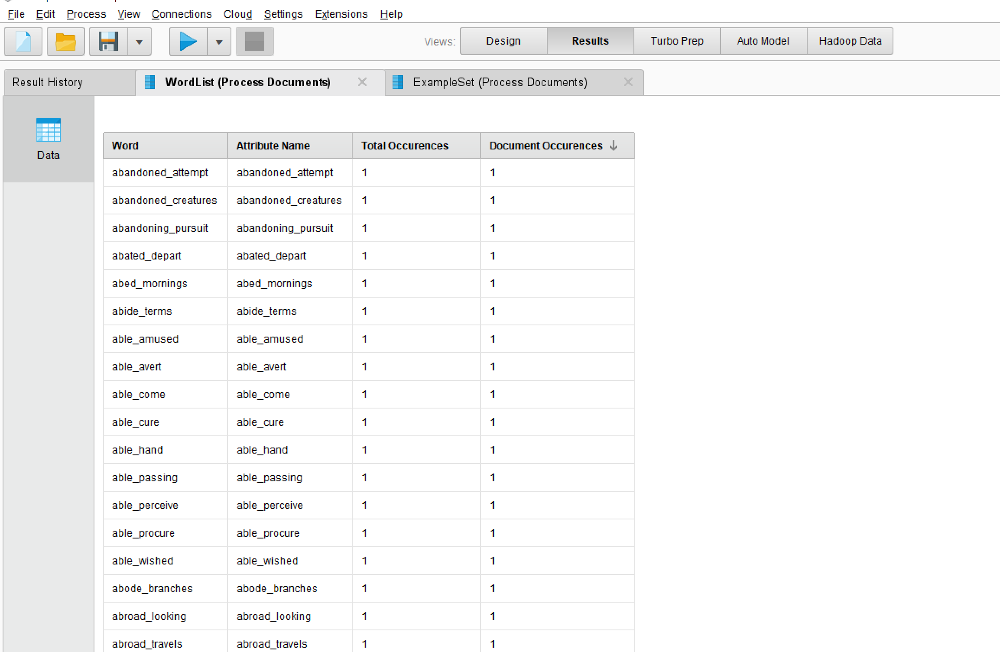 File Edit Process View Connections Cloud Settings Extensions Help
Views: Design Results Turbo Prep Auto Model Hadoop Data
Result History WordList (Process Documents) ExampleSet (Process Documents)
Data
Word Attribute Name Total Occurences Document Occurences
abandoned_attempt abandoned_attempt 1 1
abandoned_creatures abandoned_creatures 1 1
abandoning_pursuit abandoning_pursuit 1 1
abated_depart abated_depart 1 1
abed_mornings abed_mornings 1 1
abide_terms abide_terms 1 1
able_amused able_amused 1 1
able_avert able_avert 1 1
able_come able_come 1 1
able_cure able_cure 1 1
able_hand able_hand 1 1
able_passing able_passing 1 1
able_perceive able_perceive 1 1
able_procure able_procure 1 1
able_wished able_wished 1 1
abode_branches abode_branches 1 1
abroad_looking abroad_looking 1 1
abroad_travels abroad_travels 1 1